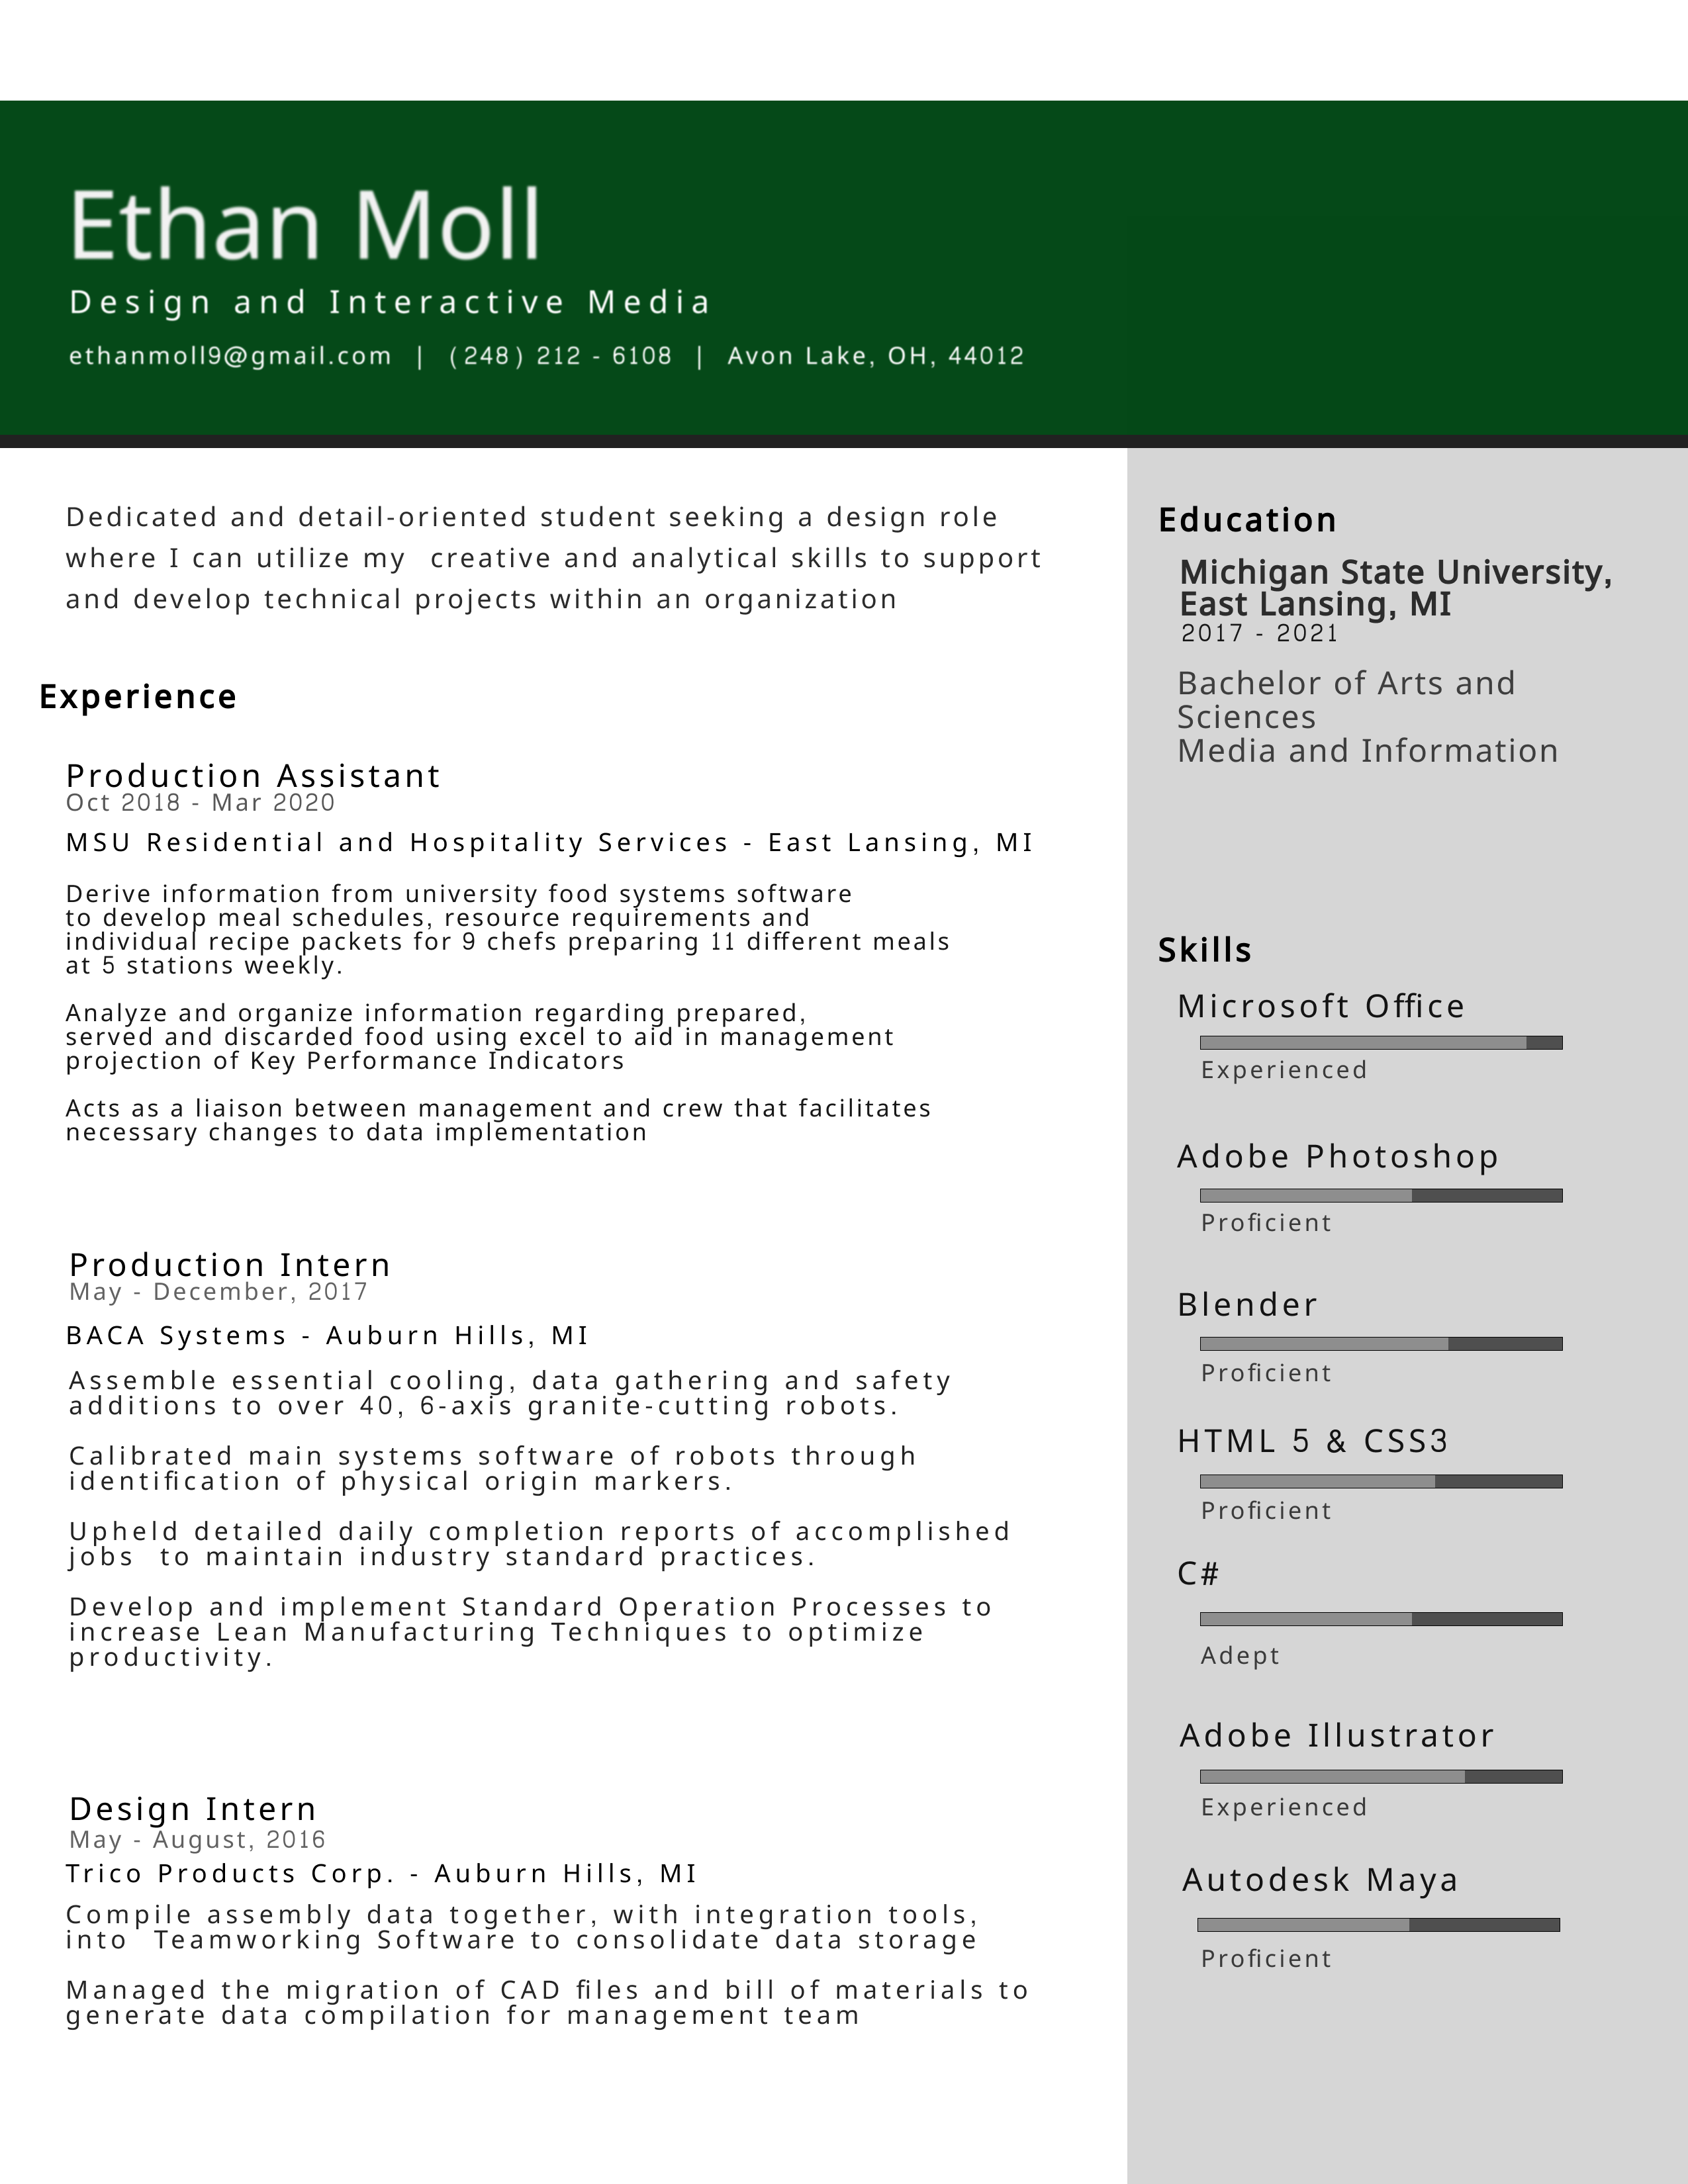 Ethan Moll
Design and Interactive Media
ethanmoll9@gmail.com | (248) 212 - 6108 | Avon Lake, OH, 44012
Dedicated and detail-oriented student seeking a design role
where I can utilize my creative and analytical skills to support
and develop technical projects within an organization
Experience
Production Assistant
Oct 2018 - Mar 2020
MSU Residential and Hospitality Services - East Lansing, MI
Derive information from university food systems software
to develop meal schedules, resource requirements and
individual recipe packets for 9 chefs preparing 11 different meals
at 5 stations weekly.
Analyze and organize information regarding prepared,
served and discarded food using excel to aid in management
projection of Key Performance Indicators
Acts as a liaison between management and crew that facilitates
necessary changes to data implementation
Production Intern
May - December, 2017
BACA Systems - Auburn Hills, MI
Assemble essential cooling, data gathering and safety
additions to over 40, 6-axis granite-cutting robots.
Calibrated main systems software of robots through
identification of physical origin markers.
Upheld detailed daily completion reports of accomplished
jobs to maintain industry standard practices.
Develop and implement Standard Operation Processes to
increase Lean Manufacturing Techniques to optimize
productivity.
Design Intern
May - August, 2016
Trico Products Corp. - Auburn Hills, MI
Compile assembly data together, with integration tools,
into Teamworking Software to consolidate data storage
Managed the migration of CAD files and bill of materials to
generate data compilation for management team
Education
Michigan State University,
East Lansing, MI
2017 - 2021
Bachelor of Arts and
Sciences
Media and Information
Skills
Microsoft Office
Experienced
Adobe Photoshop
Proficient
Blender
Proficient
HTML 5 & CSS3
Proficient
C#
Adept
Adobe Illustrator
Experienced
Autodesk Maya
Proficient